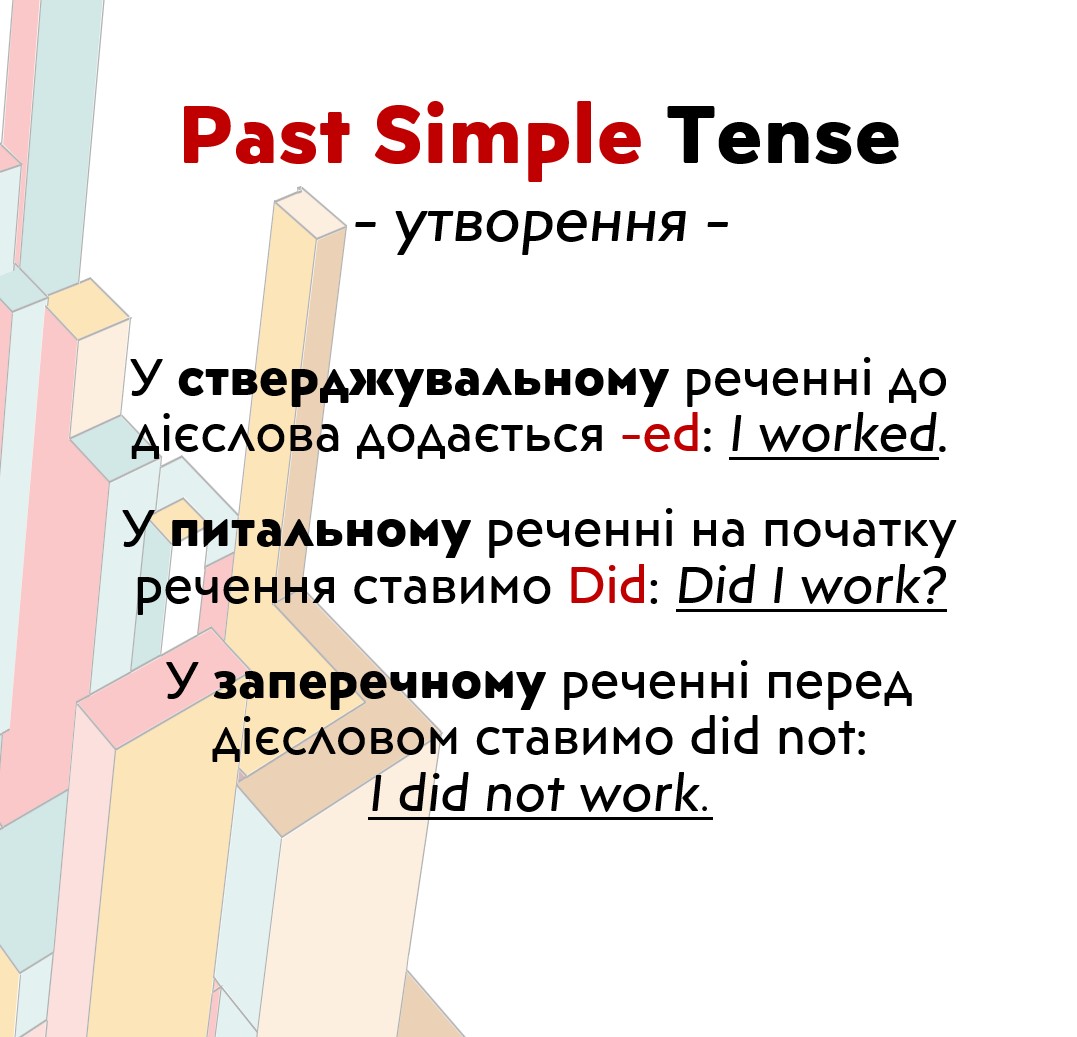 Past Simple Tense
- утворення -
У стверджувальному реченні до
дієслова додається -ed: I worked.
У питальному реченні на початку
речення ставимо Did: Did I work?
У заперечному реченні перед
дієсловом ставимо did not:
I did not work.